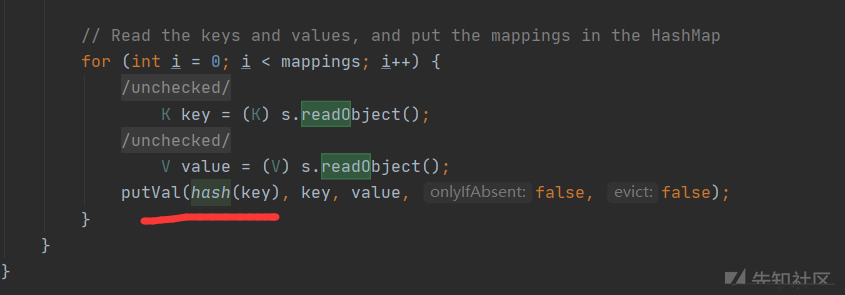 // Read the keys and values, and put the mappings in the HashMap
for (int i = 0; i < mappings; i++) {
/unchecked/
K key = (K) s.readObject();
/unchecked/
V value = (V) s.readObject();
putVal(hash(key), key, value, onlyIfAbsent: false, evict: false);
}
}
}
先知社区